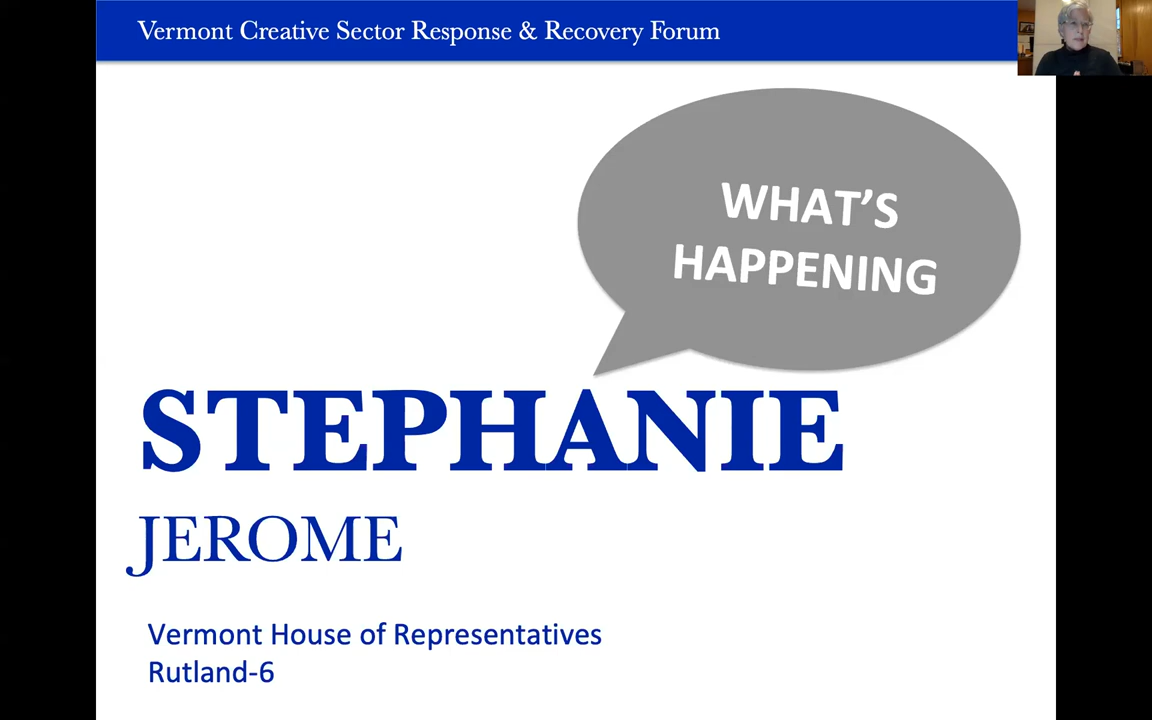 Vermont Creative Sector Response & Recovery Forum
WHAT’S
HAPPENING
STEPHANIE
JEROME
Vermont House of Representatives
Rutland-6